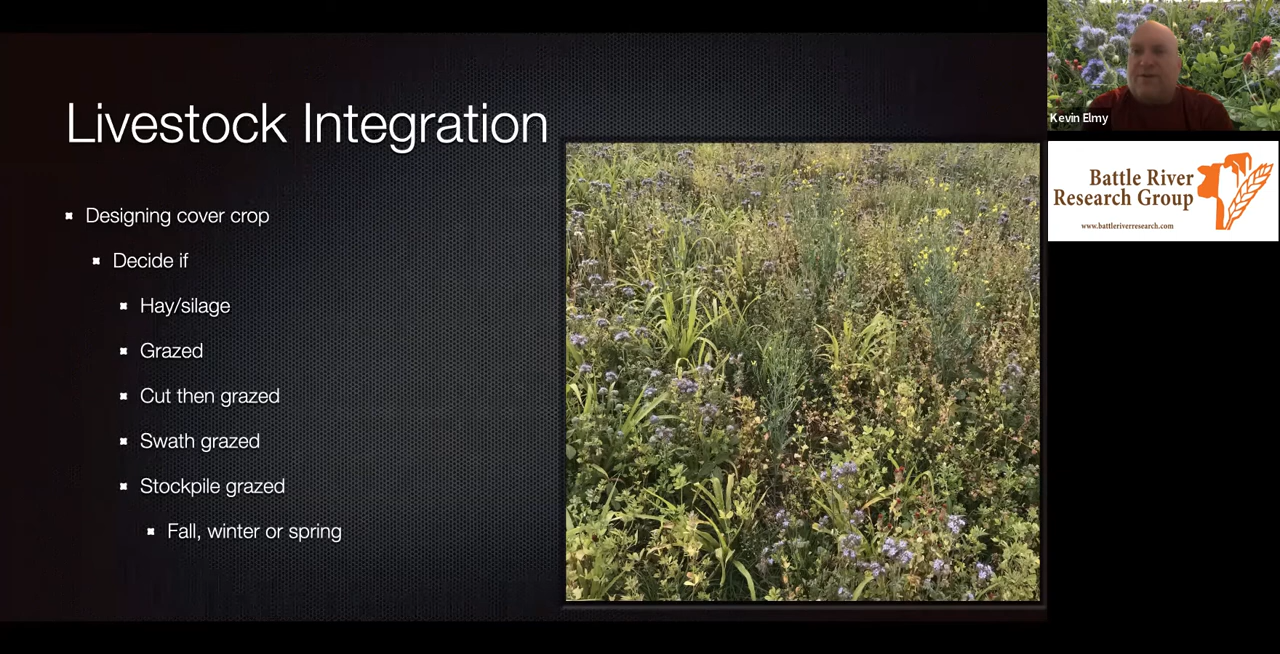 Livestock Integration
Designing cover crop
Decide if
Hay/silage
Grazed
Cut then grazed
Swath grazed
Stockpile grazed
Fall, winter or spring
Kevin Elmy
Battle River
Research Group
www.battleriverresearch.com